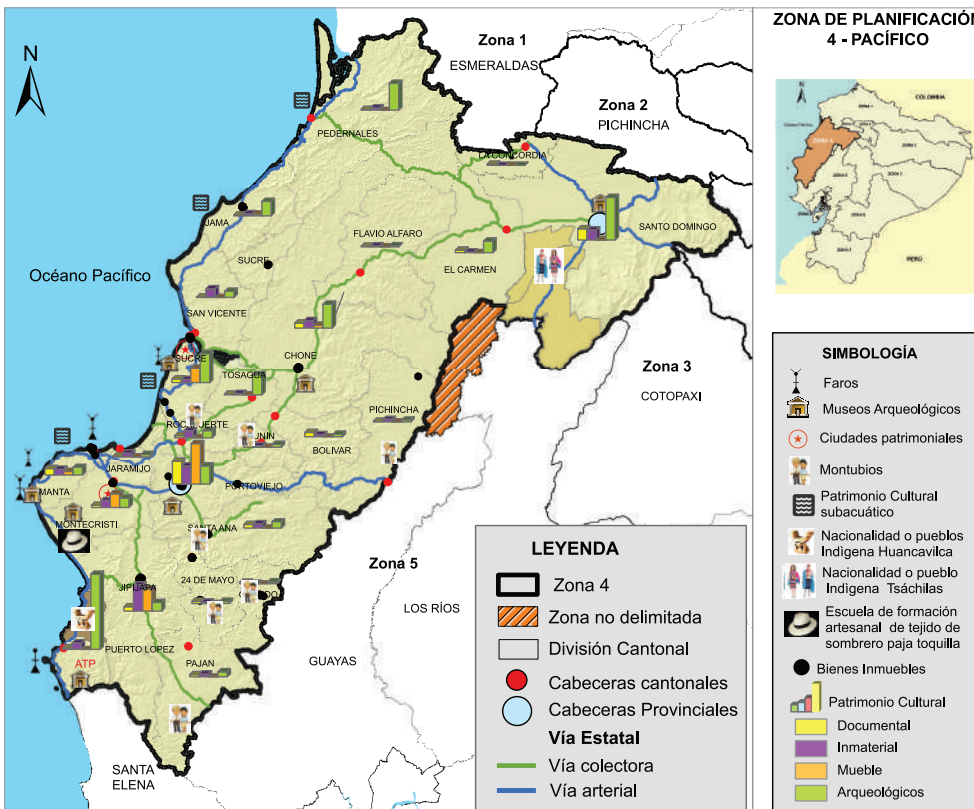 ZONA DE PLANIFICACIÓN
4 - PACÍFICO
N
Zona 1
ESMERALDAS
Zona 2
PICHINCHA
PEDERNALES
LA CONCORDIA
JAMA
FLAVIO ALFARO
SANTO DOMINGO
SUCRE
EL CARMEN
Océano Pacífico
SAN VICENTE
SUCRE
CHONE
TOSAGUA
Zona 3
COTOPAXI
PICHINCHA
BOLIVAR
JARAMIJO
PORTOVIEJO
MANTA
MONTECRISTI
SANTA ANA
24 DE MAYO
JIPIJAPA
Zona 5
LOS RÍOS
PUERTO LOPEZ
ATP
PAJAN
GUAYAS
SANTA
ELENA
LEYENDA
Zona 4
Zona no delimitada
División Cantonal
Cabeceras cantonales
Cabeceras Provinciales
Vía Estatal
Vía colectora
Vía arterial
N
COLOMBIA
ZONA 4
PERÚ
SIMBOLOGÍA
Faros
Museos Arqueológicos
Ciudades patrimoniales
Montubios
Patrimonio Cultural
subacuático
Nacionalidad o pueblos
Indìgena Huancavilca
Nacionalidad o pueblo
Indìgena Tsáchilas
Escuela de formación
artesanal de tejido de
sombrero paja toquilla
Bienes Inmuebles
Patrimonio Cultural
Documental
Inmaterial
Mueble
Arqueológicos